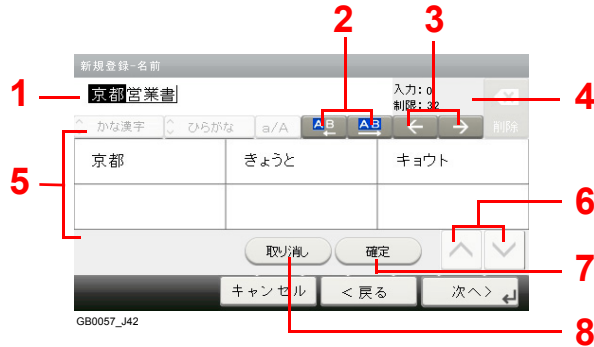 2
3
新規登録-名前
1
京都営業書
入力: 0
制限: 32
4
かな漢字
ひらがな
a/A
AB
AB
←
→
削除
5
京都
きょうと
キョウト
6
取り消し
確定
7
キャンセル
<戻る
次へ>
GB0057_J42
8